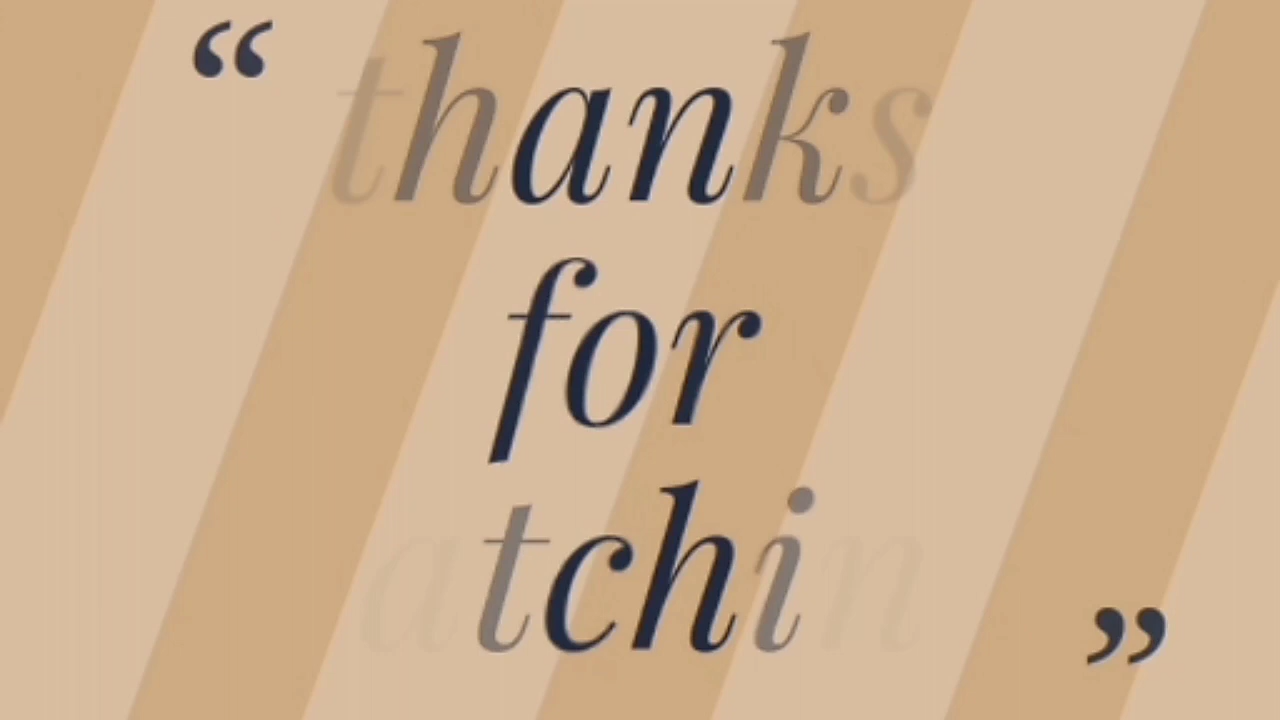 “ thanks
for
atchin ”